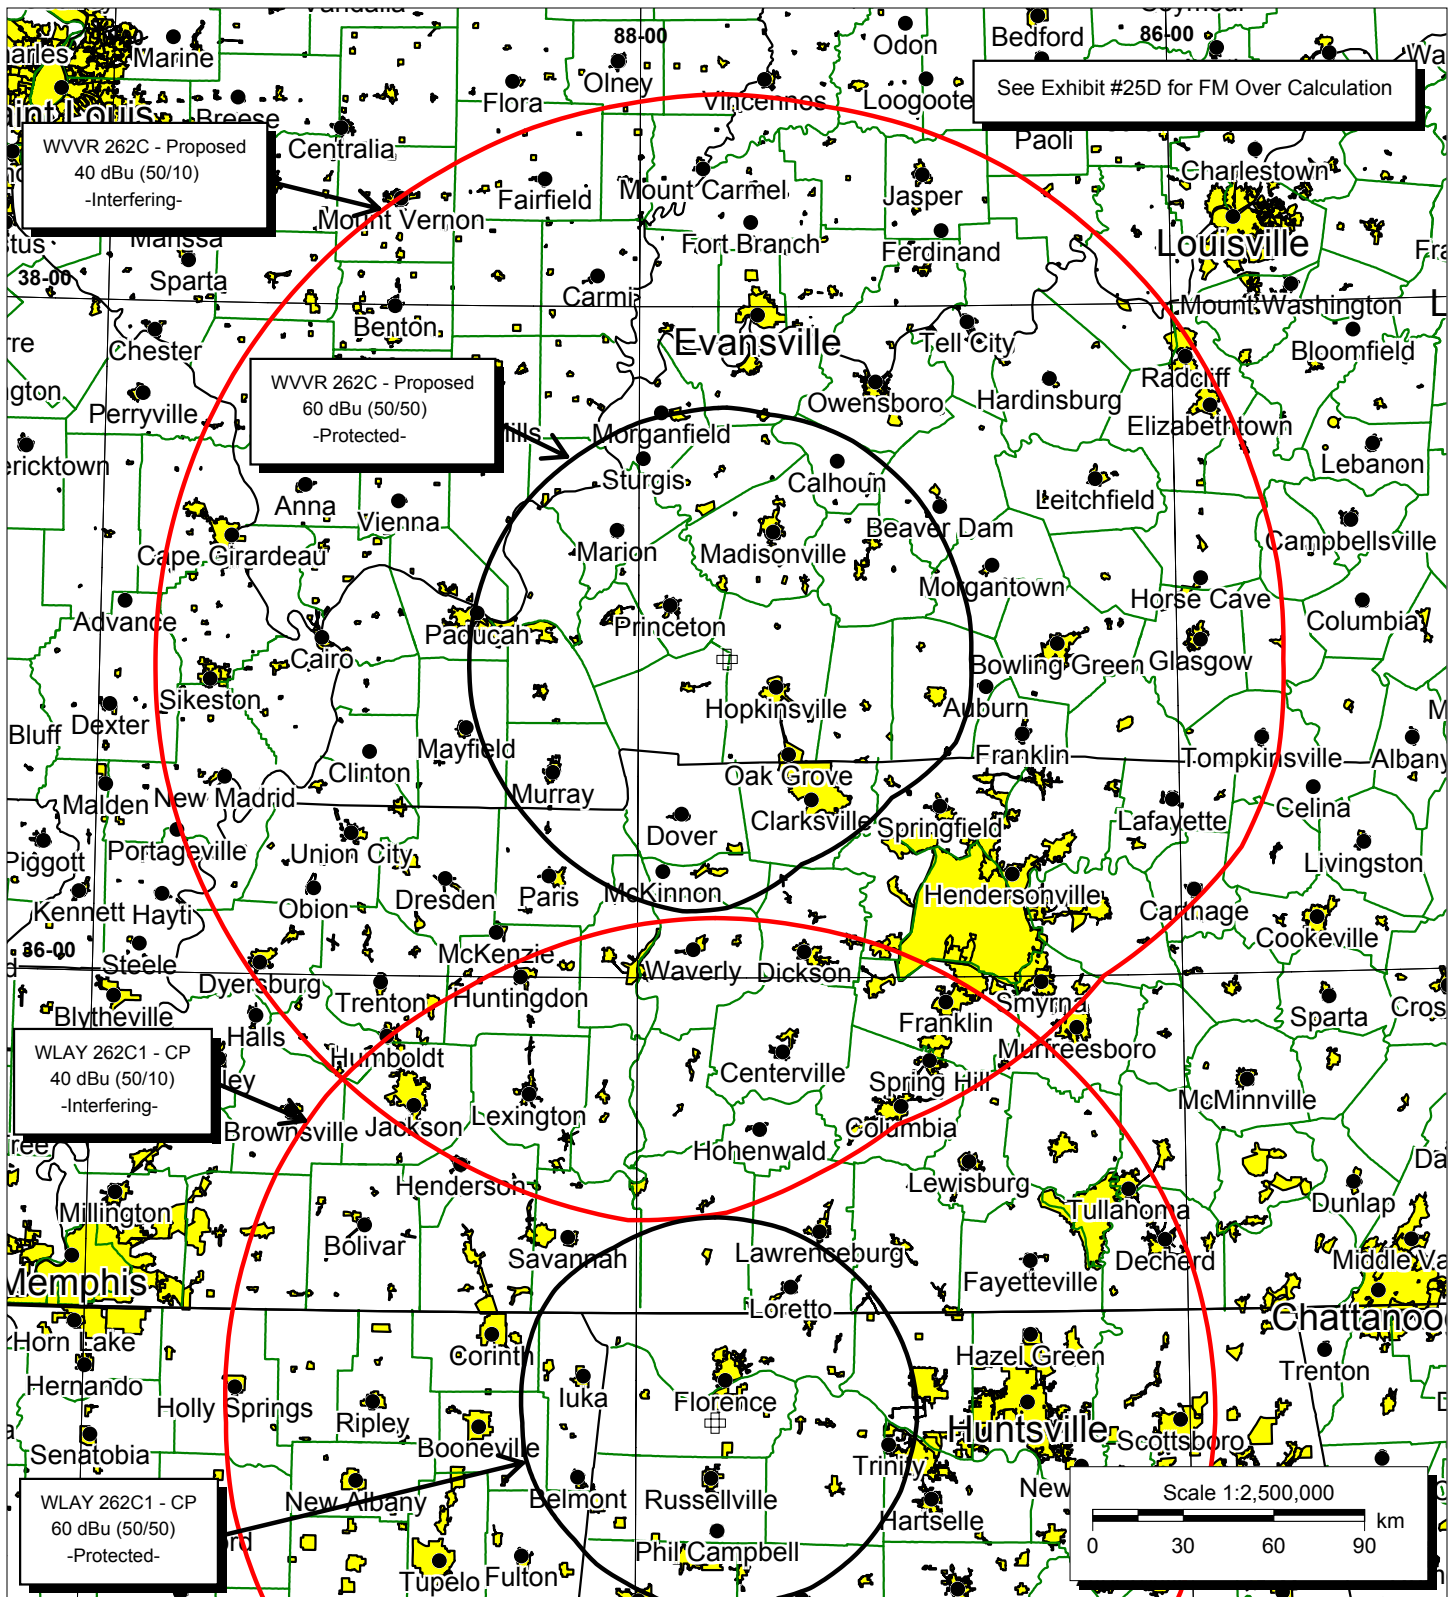 Vandalia
88-00
86-00
Odon
Bedford
Marine
Olney
Flora
Vincennes
Loogoote
See Exhibit #25D for FM Over Calculation
Breese
WVVR 262C - Proposed
40 dBu (50/10)
-Interfering-
Centralia
Paoli
Charlestown
Fairfield
Mount Carmel
Jasper
Mount Vernon
Fort Branch
Ferdinand
Louisville
Marissa
38-00
Sparta
Carmi
Mount Washington
Benton
Evansville
Tell City
Chester
Bloomfield
Radcliff
WVVR 262C - Proposed
60 dBu (50/50)
-Protected-
Perryville
Owensboro
Hardinsburg
Elizabethtown
Morganfield
ericktown
Sturgis
Calhoun
Lebanon
Anna
Vienna
Leitchfield
Beaver Dam
Cape Girardeau
Marion
Madisonville
Campbellsville
Morgantown
Horse Cave
Advance
Paducah
Princeton
Columbia
Cairo
Bowling Green
Glasgow
Sikeston
Hopkinsville
Auburn
Bluff
Dexter
Mayfield
Franklin
Tompkinsville
Albany
Clinton
Oak Grove
Malden
New Madrid
Murray
Clarksville
Celina
Dover
Springfield
Lafayette
Piggott
Portageville
Union City
Livingston
Kennett
Hayti
Obion
Dresden
Paris
McKinnon
Hendersonville
Carthage
Cookeville
36-00
Steele
McKenzie
Waverly
Dickson
Dyersburg
Trenton
Huntingdon
Smyrna
Blytheville
Franklin
Sparta
Cros
Halls
WLAY 262C1 - CP
40 dBu (50/10)
-Interfering-
Humboldt
Murfreesboro
Centerville
Spring Hill
McMinnville
Brownsville
Jackson
Lexington
Columbia
Hohenwald
Henderson
Lewisburg
Millington
Tullahoma
Dunlap
Bolivar
Savannah
Lawrenceburg
Decherd
Middle Va
Memphis
Fayetteville
Loretto
Chattanoo
Horn Lake
Corinth
Hazel Green
Trenton
Hernando
Iuka
Florence
Holly Springs
Ripley
Huntsville
Senatobia
Booneville
Scottsboro
Trinity
WLAY 262C1 - CP
60 dBu (50/50)
-Protected-
New Albany
Belmont
Russellville
New
Hartselle
Scale 1:2,500,000
km
0 30 60 90
Phil Campbell
Tupelo
Fulton